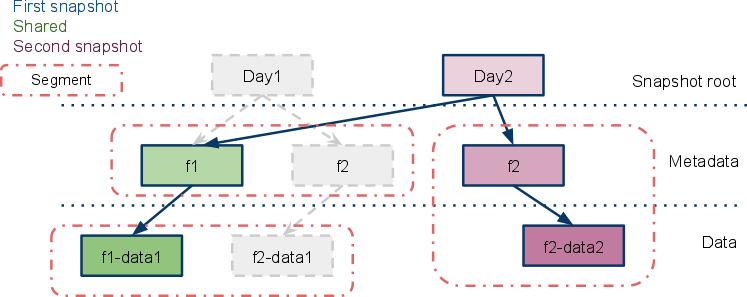 First snapshot
Shared
Second snapshot
Segment
Day1
Day2
Snapshot root
f1
f2
f2
Metadata
f1-data1
f2-data1
f2-data2
Data